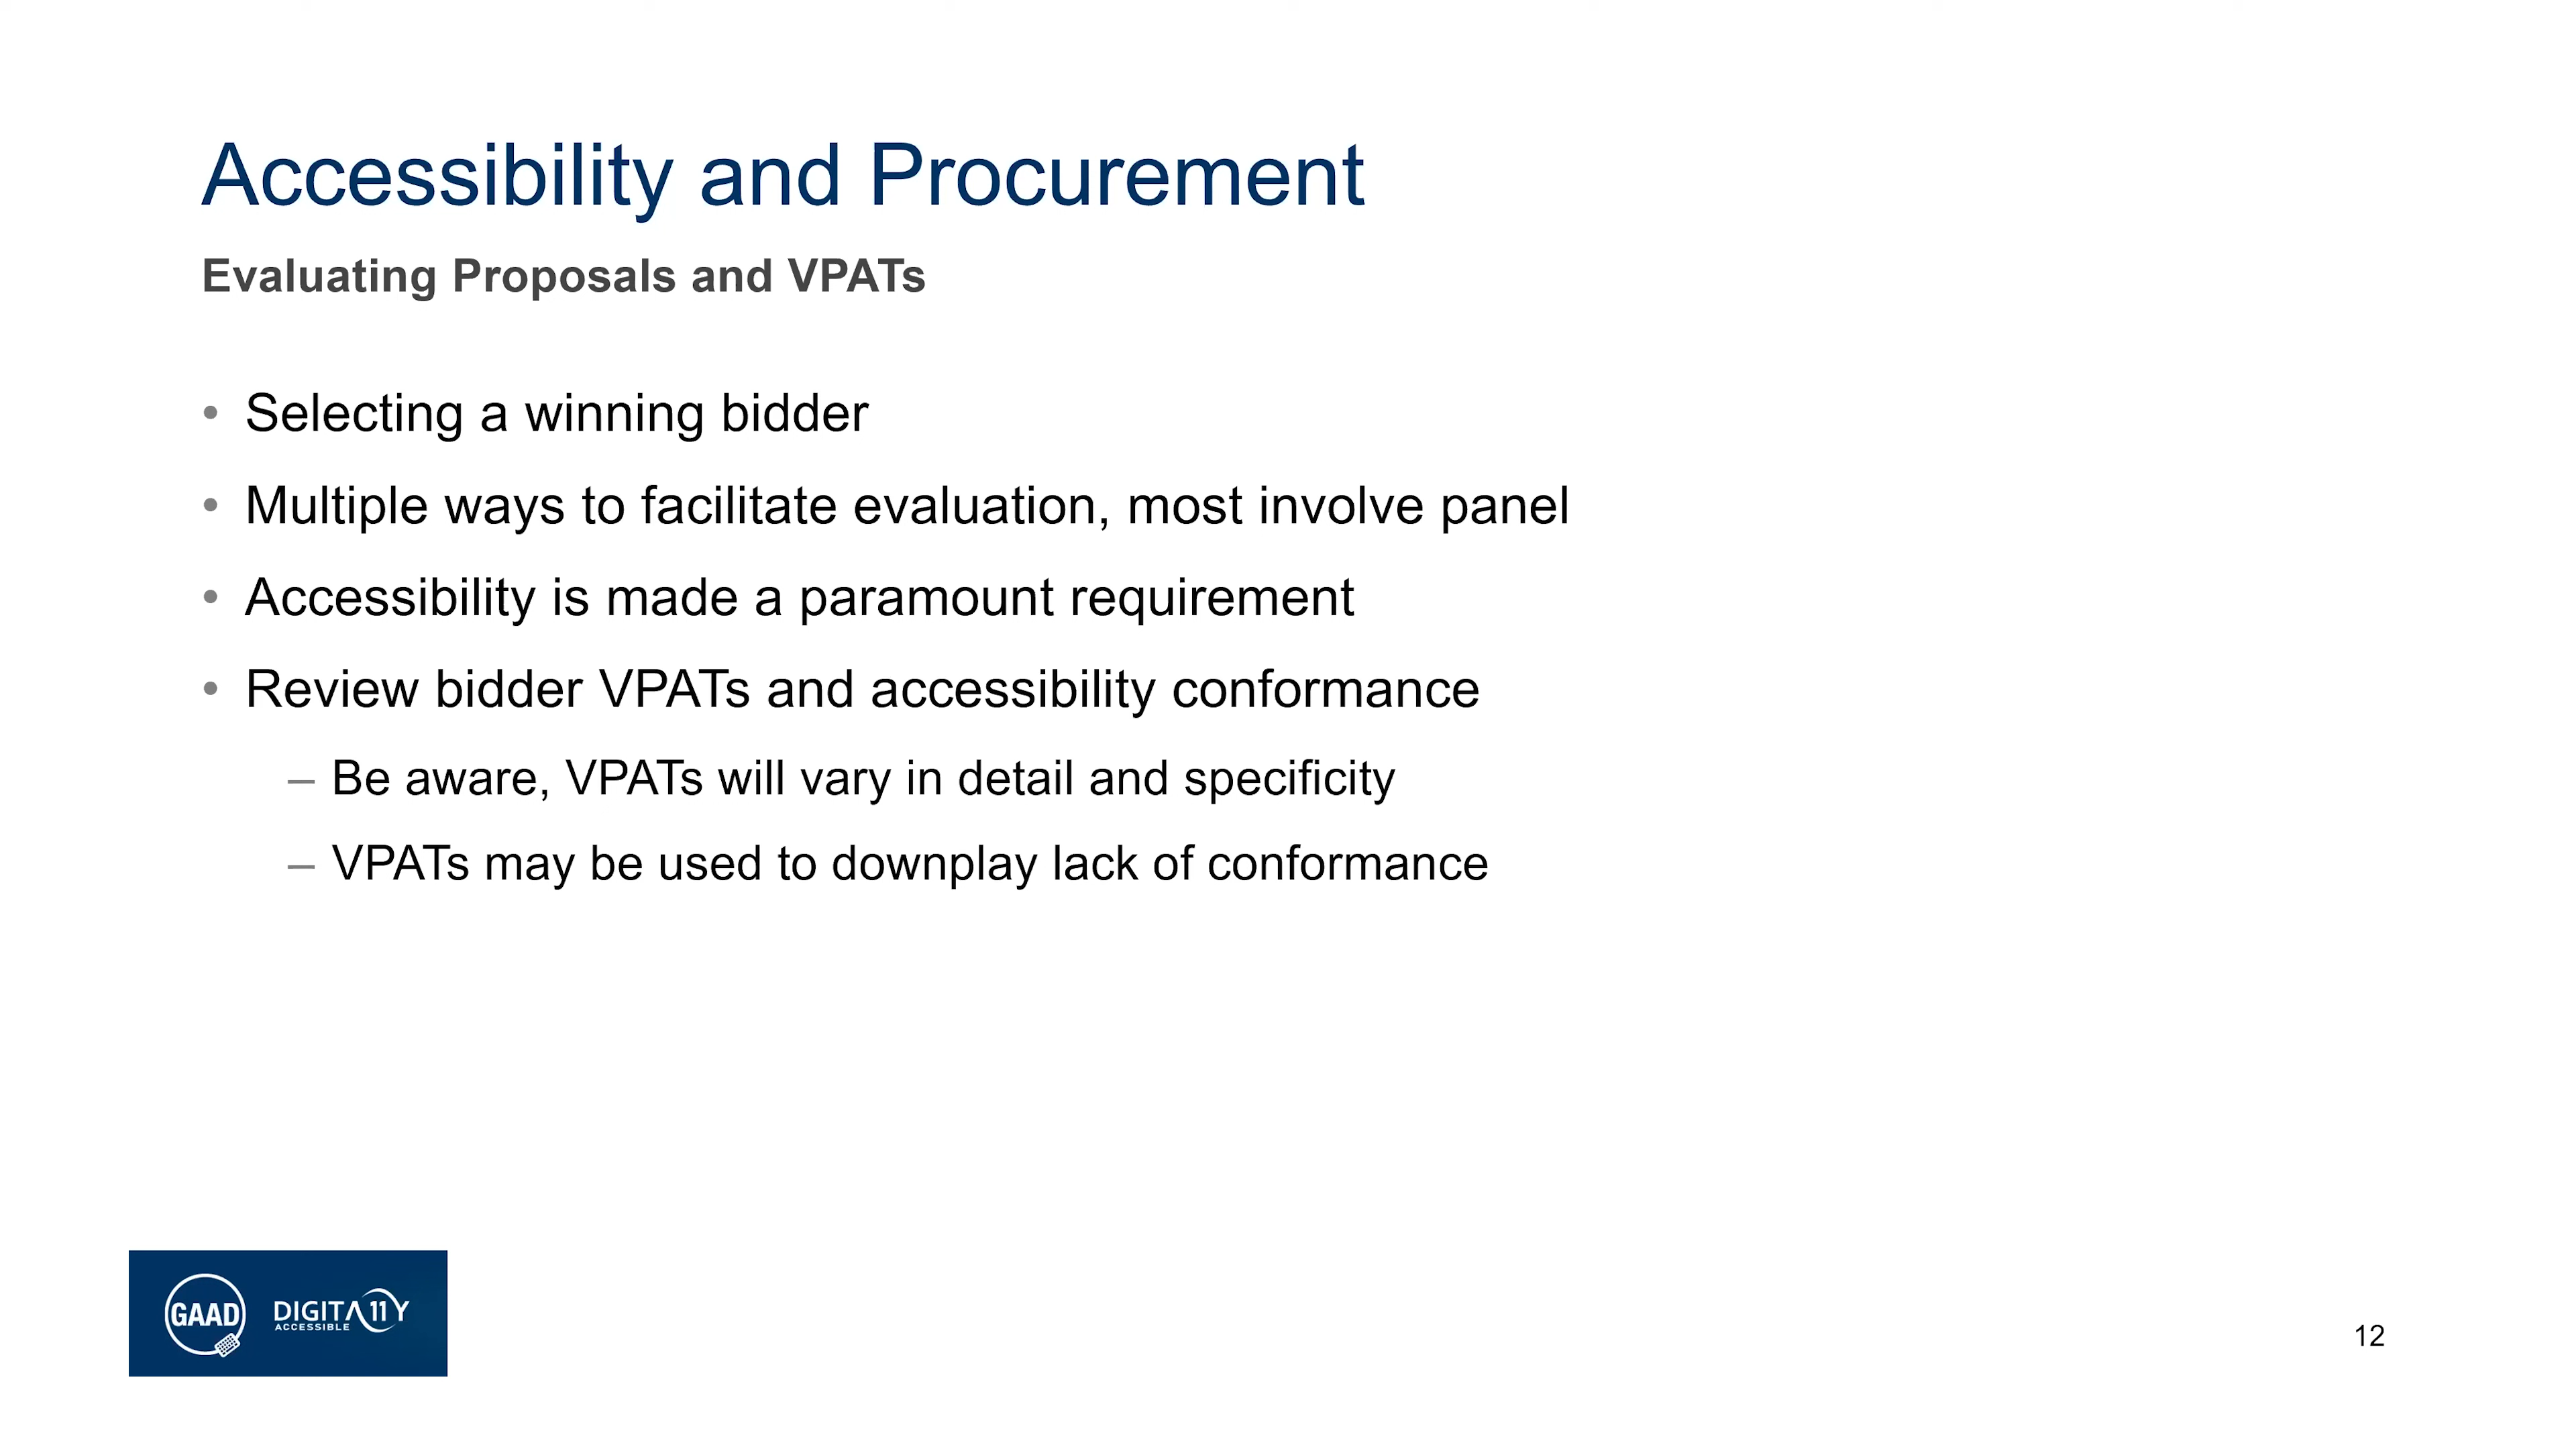 Accessibility and Procurement
Evaluating Proposals and VPATs
• Selecting a winning bidder
• Multiple ways to facilitate evaluation, most involve panel
• Accessibility is made a paramount requirement
• Review bidder VPATs and accessibility conformance
– Be aware, VPATs will vary in detail and specificity
– VPATs may be used to downplay lack of conformance
GAAD
DIGITA11Y
ACCESSIBLE
12